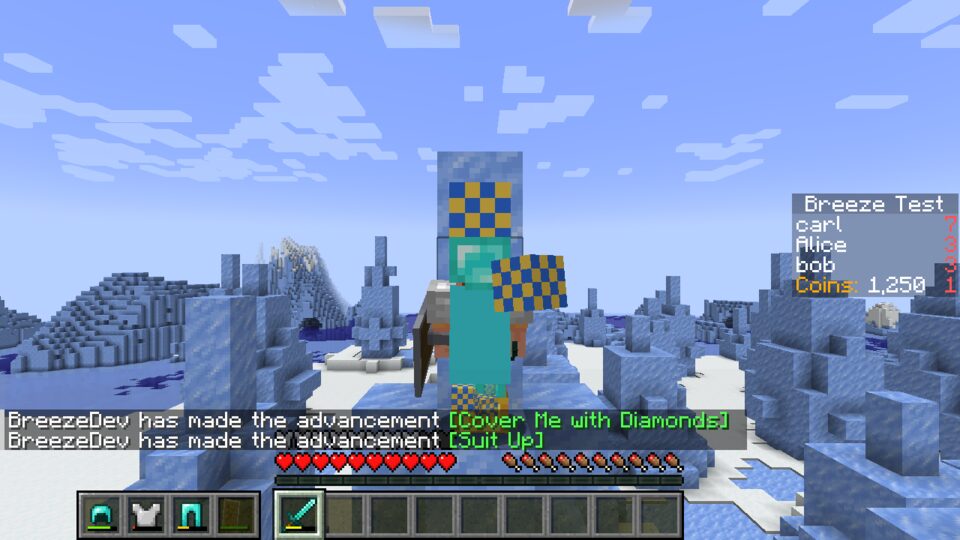 Breeze Test
carl 7
Alice 3
bob 3
Coins: 1,250 1
BreezeDev has made the advancement [Cover Me with Diamonds]
BreezeDev has made the advancement [Suit Up]